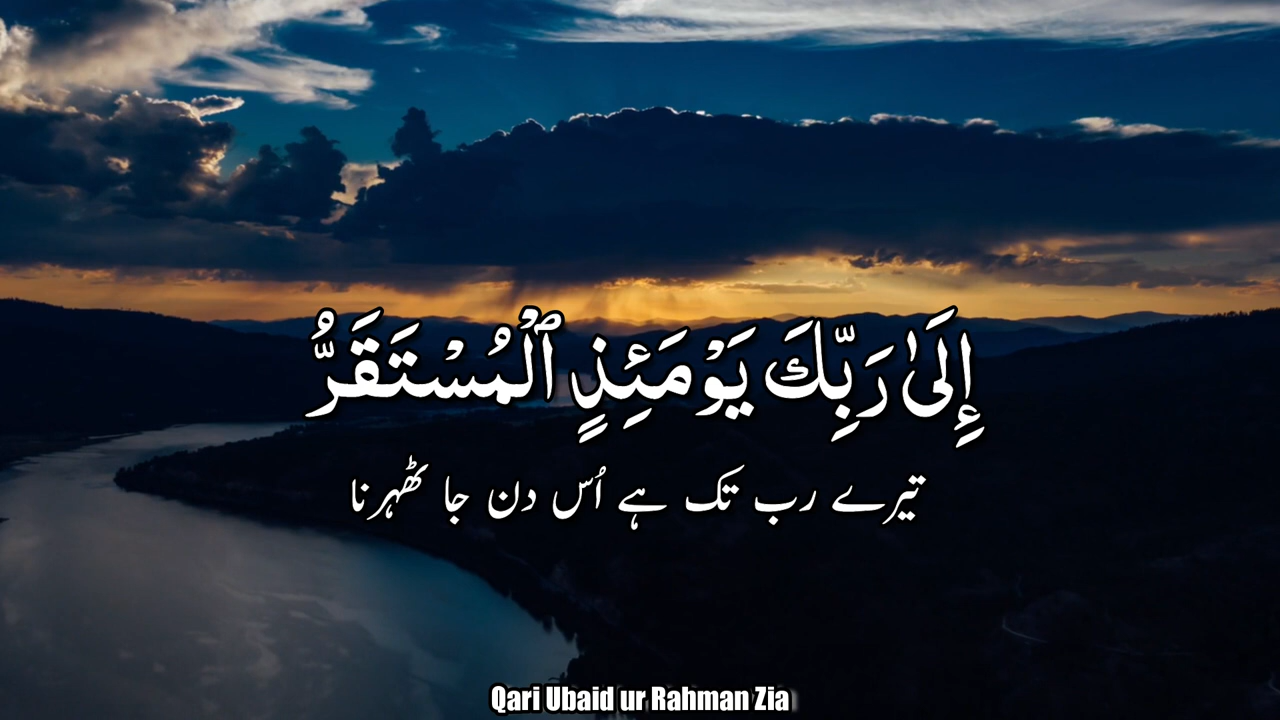 إِلَىٰ رَبِّكَ يَوْمَئِذٍ ٱلْمُسْتَقَرُّ
تیرے رب تک ہے اُس دن جا ٹھہرنا
Qari Ubaid ur Rahman Zia